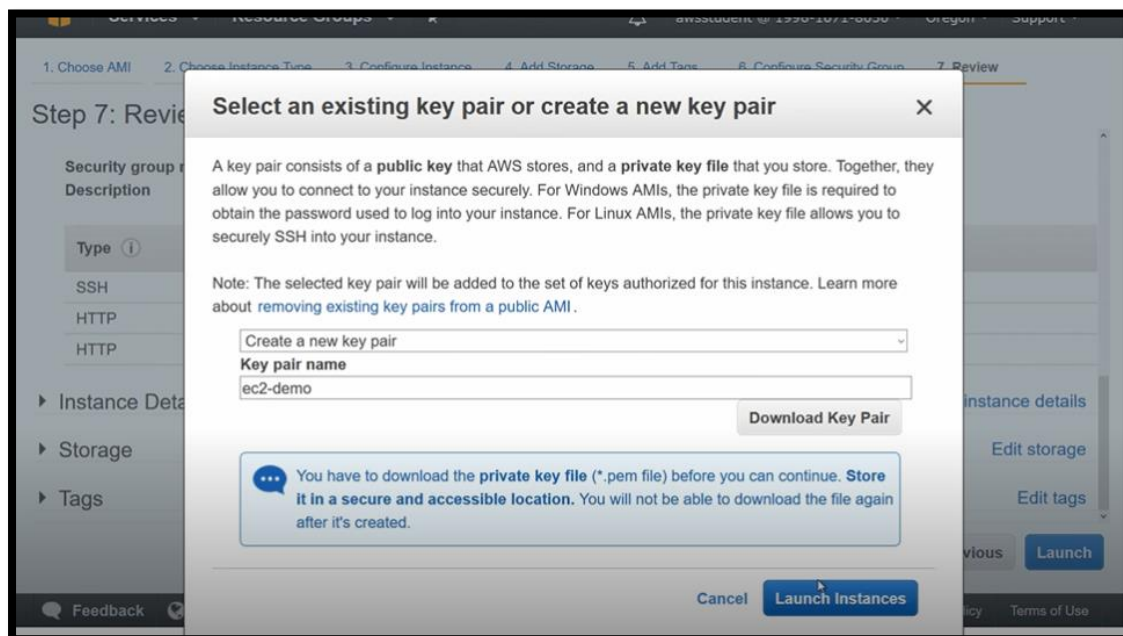 Services Resource Groups awsstudent @ Oregon Support
1. Choose AMI 2. Choose Instance Type 3. Configure Instance 4. Add Storage 5. Add Tags 6. Configure Security Group 7. Review
Step 7: Revie
Select an existing key pair or create a new key pair
Security group
Description
A key pair consists of a public key that AWS stores, and a private key file that you store. Together, they
allow you to connect to your instance securely. For Windows AMIs, the private key file is required to
obtain the password used to log into your instance. For Linux AMIs, the private key file allows you to
securely SSH into your instance.
Type
SSH
HTTP
HTTP
Note: The selected key pair will be added to the set of keys authorized for this instance. Learn more
about removing existing key pairs from a public AMI.
Create a new key pair
Key pair name
ec2-demo
Download Key Pair
Instance Deta
instance details
Storage
Edit storage
Tags
Edit tags
You have to download the private key file (*.pem file) before you can continue. Store
it in a secure and accessible location. You will not be able to download the file again
after it's created.
vious Launch
Cancel Launch Instances
Feedback
licy Terms of Use